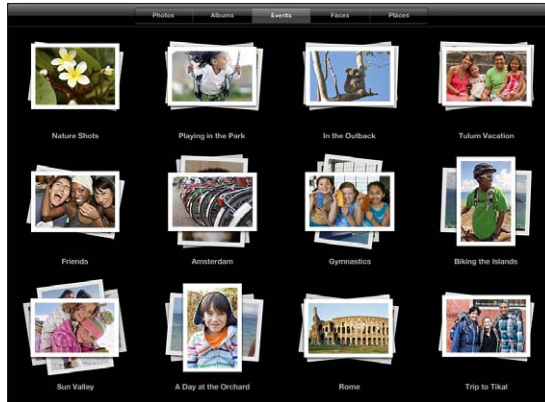 Photos Albums Events Faces Places
Nature Shots Playing in the Park In the Outback Tulum Vacation
Friends Amsterdam Gymnastics Biking the Islands
Sun Valley A Day at the Orchard Rome Trip to Tikal